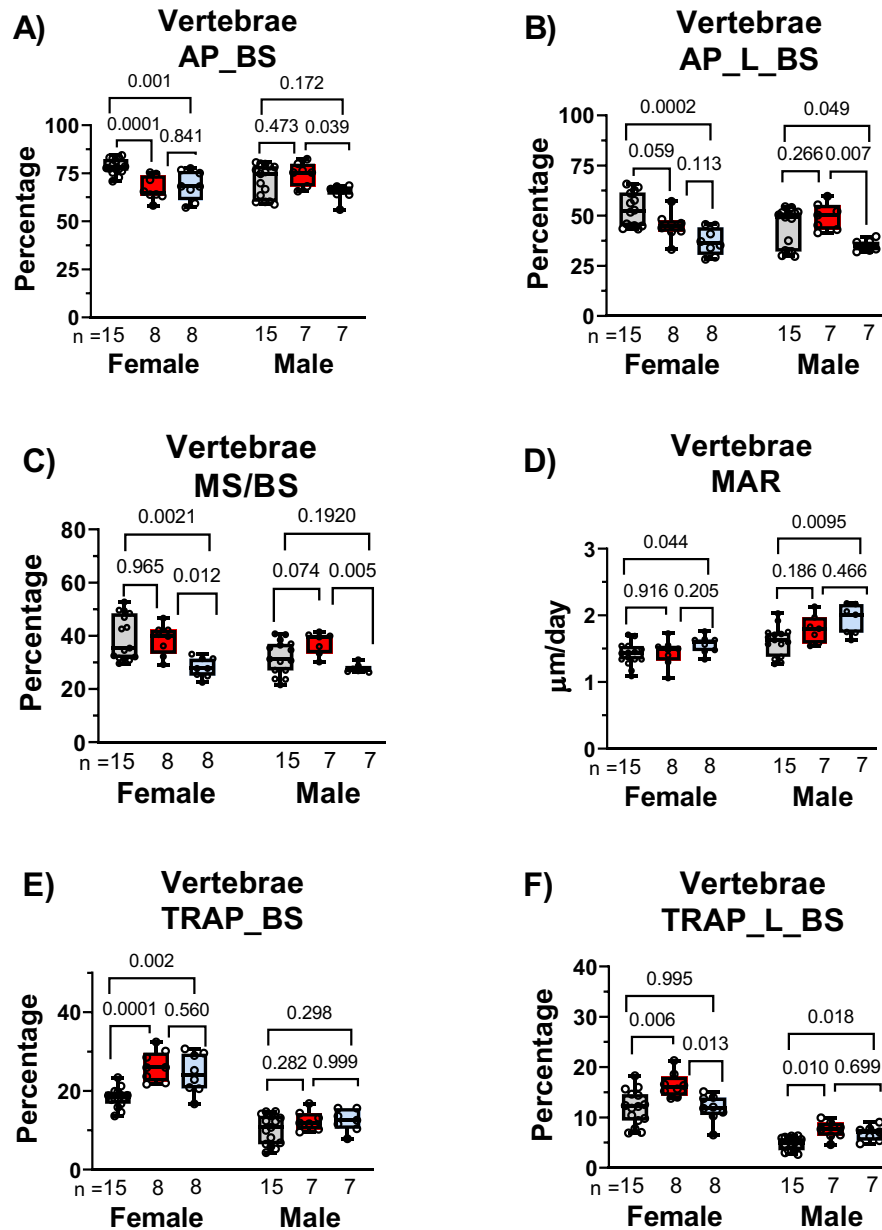 A)
Vertebrae
AP_BS
0.001
0.172
0.0001
0.841
0.473
0.039
100
75
50
25
0
Percentage
n =15 8 8 15 7 7
Female Male
B)
Vertebrae
AP_L_BS
0.0002
0.049
0.059
0.113
0.266
0.007
100
75
50
25
0
Percentage
n =15 8 8 15 7 7
Female Male
C)
Vertebrae
MS/BS
0.0021
0.1920
0.965
0.012
0.074
0.005
80
60
40
20
0
Percentage
n =15 8 8 15 7 7
Female Male
D)
Vertebrae
MAR
0.044
0.0095
0.916
0.205
0.186
0.466
3
2
1
0
μm/day
n =15 8 8 15 7 7
Female Male
E)
Vertebrae
TRAP_BS
0.002
0.298
0.0001
0.560
0.282
0.999
40
20
0
Percentage
n =15 8 8 15 7 7
Female Male
F)
Vertebrae
TRAP_L_BS
0.995
0.018
0.006
0.013
0.010
0.699
40
30
20
10
0
Percentage
n =15 8 8 15 7 7
Female Male